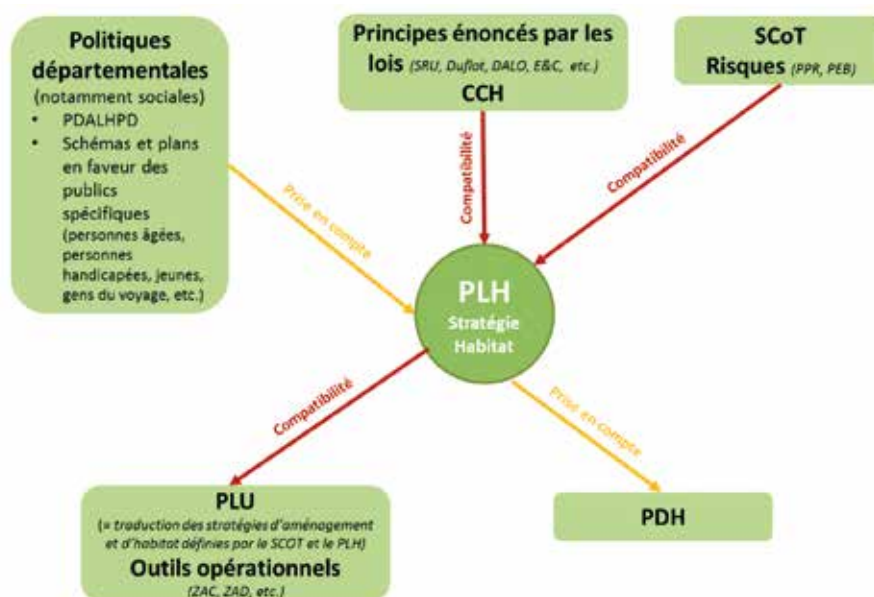 Politiques
départementales
(notamment sociales)
• PDALHPD
• Schémas et plans
en faveur des
publics
spécifiques
(personnes âgées,
personnes
handicapées, jeunes,
gens du voyage, etc.)
Principes énoncés par les
lois (SRU, Duflot, DALO, E&C, etc.)
CCH
SCoT
Risques (PPR, PEB)
Prise en compte
Compatibilité
Compatibilité
PLH
Stratégie
Habitat
Compatibilité
Prise en compte
PLU
(= traduction des stratégies d'aménagement
et d'habitat définies par le SCOT et le PLH)
Outils opérationnels
(ZAC, ZAD, etc.)
PDH